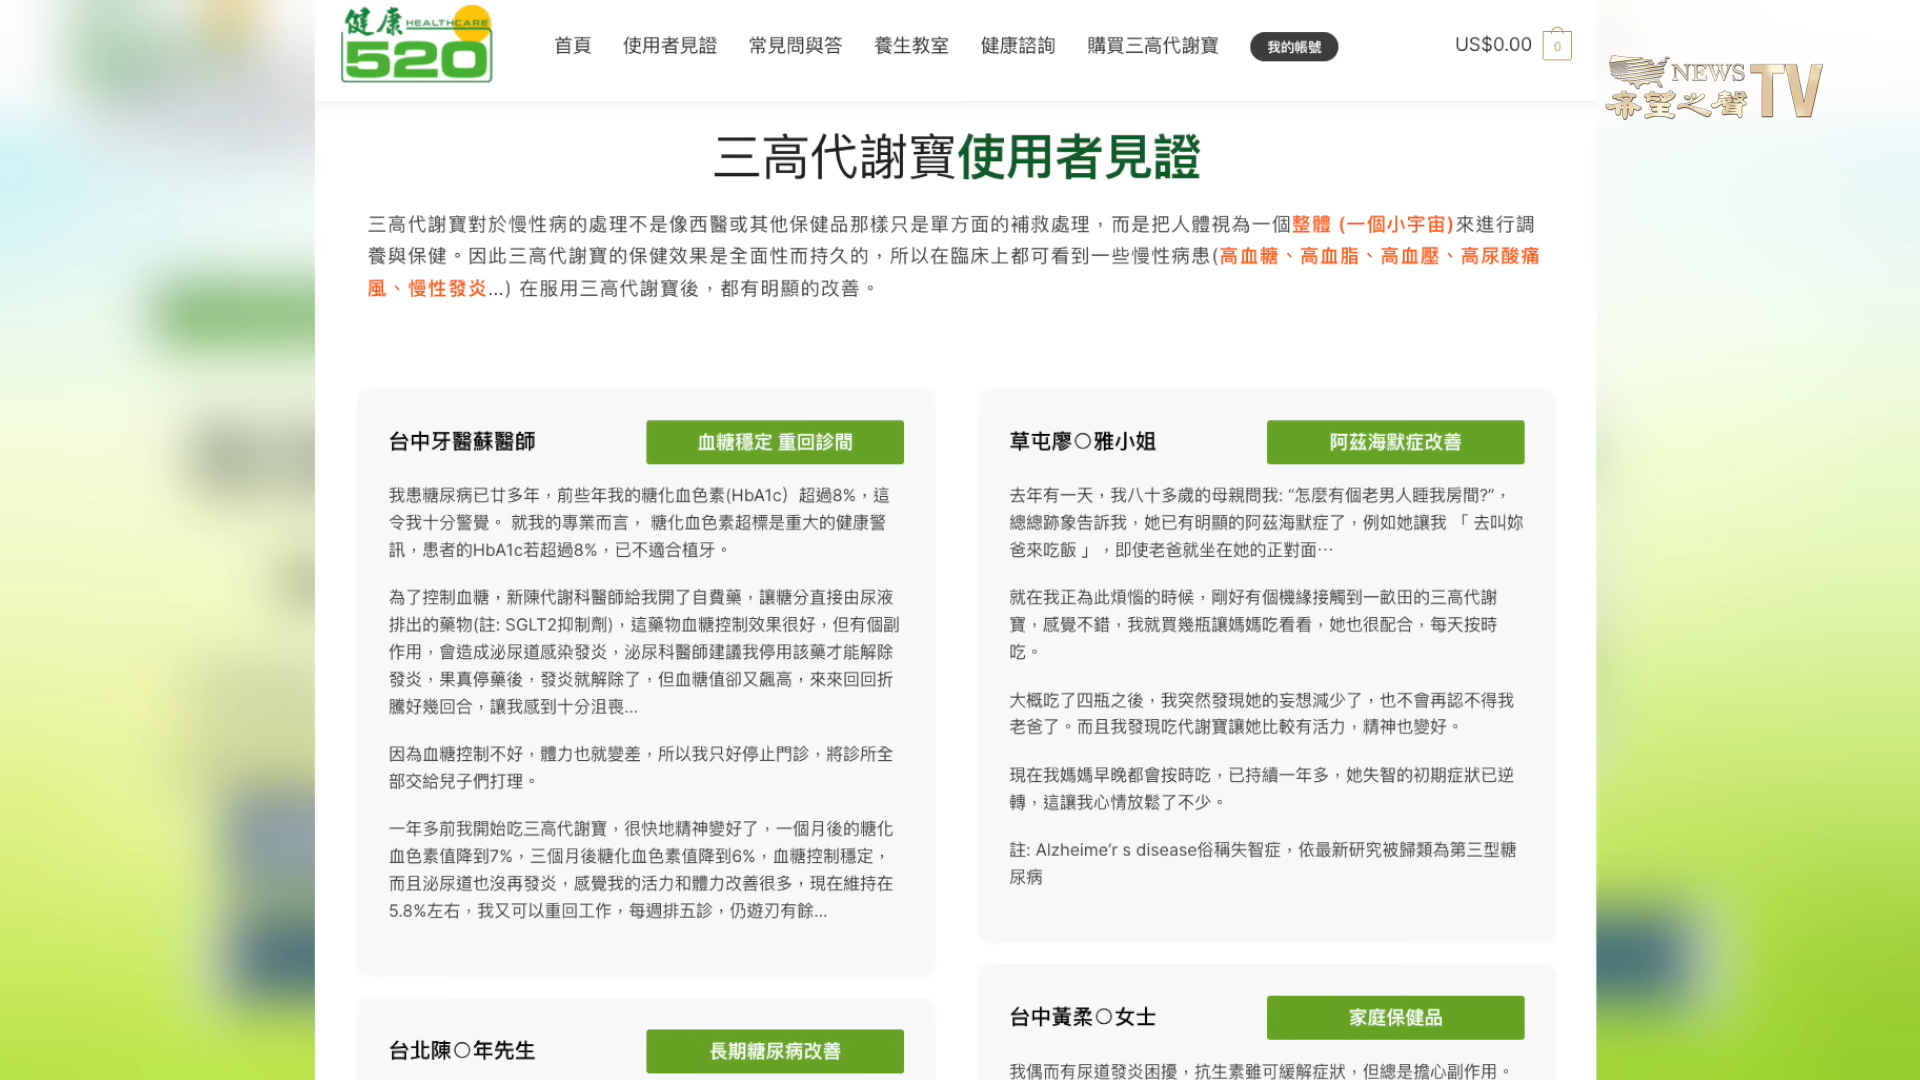 健康 HEALTHCARE
520
首頁 使用者見證 常見問與答 養生教室 健康諮詢 購買三高代謝寶 我的帳號 US$0.00 0
NEWS
希望之聲 TV
三高代謝寶使用者見證
三高代謝寶對於慢性病的處理不是像西醫或其他保健品那樣只是單方面的補救處理，而是把人體視為一個整體 (一個小宇宙)來進行調
養與保健。因此三高代謝寶的保健效果是全面性而持久的，所以在臨床上都可看到一些慢性病患(高血糖、高血脂、高血壓、高尿酸痛
風、慢性發炎...) 在服用三高代謝寶後，都有明顯的改善。
台中牙醫蘇醫師 血糖穩定 重回診間
我患糖尿病已廿多年，前些年我的糖化血色素(HbA1c）超過8%，這
令我十分警覺。 就我的專業而言， 糖化血色素超標是重大的健康警
訊，患者的HbA1c若超過8%，已不適合植牙。
為了控制血糖，新陳代謝科醫師給我開了自費藥，讓糖分直接由尿液
排出的藥物(註: SGLT2抑制劑)，這藥物血糖控制效果很好，但有個副
作用，會造成泌尿道感染發炎，泌尿科醫師建議我停用該藥才能解除
發炎，果真停藥後，發炎就解除了，但血糖值卻又飆高，來來回回折
騰好幾回合，讓我感到十分沮喪...
因為血糖控制不好，體力也就變差，所以我只好停止門診，將診所全
部交給兒子們打理。
一年多前我開始吃三高代謝寶，很快地精神變好了，一個月後的糖化
血色素值降到7%，三個月後糖化血色素值降到6%，血糖控制穩定，
而且泌尿道也沒再發炎，感覺我的活力和體力改善很多，現在維持在
5.8%左右，我又可以重回工作，每週排五診，仍遊刃有餘...
台北陳○年先生 長期糖尿病改善
草屯廖○雅小姐 阿茲海默症改善
去年有一天，我八十多歲的母親問我: “怎麼有個老男人睡我房間?”，
總總跡象告訴我，她已有明顯的阿茲海默症了，例如她讓我 「 去叫妳
爸來吃飯 」 ，即使老爸就坐在她的正對面⋯
就在我正為此煩惱的時候，剛好有個機緣接觸到一畝田的三高代謝
寶，感覺不錯，我就買幾瓶讓媽媽吃看看，她也很配合，每天按時
吃。
大概吃了四瓶之後，我突然發現她的妄想減少了，也不會再認不得我
老爸了。而且我發現吃代謝寶讓她比較有活力，精神也變好。
現在我媽媽早晚都會按時吃，已持續一年多，她失智的初期症狀已逆
轉，這讓我心情放鬆了不少。
註: Alzheime’r s disease俗稱失智症，依最新研究被歸類為第三型糖
尿病
台中黃柔○女士 家庭保健品
我偶而有尿道發炎困擾，抗生素雖可緩解症狀，但總是擔心副作用。